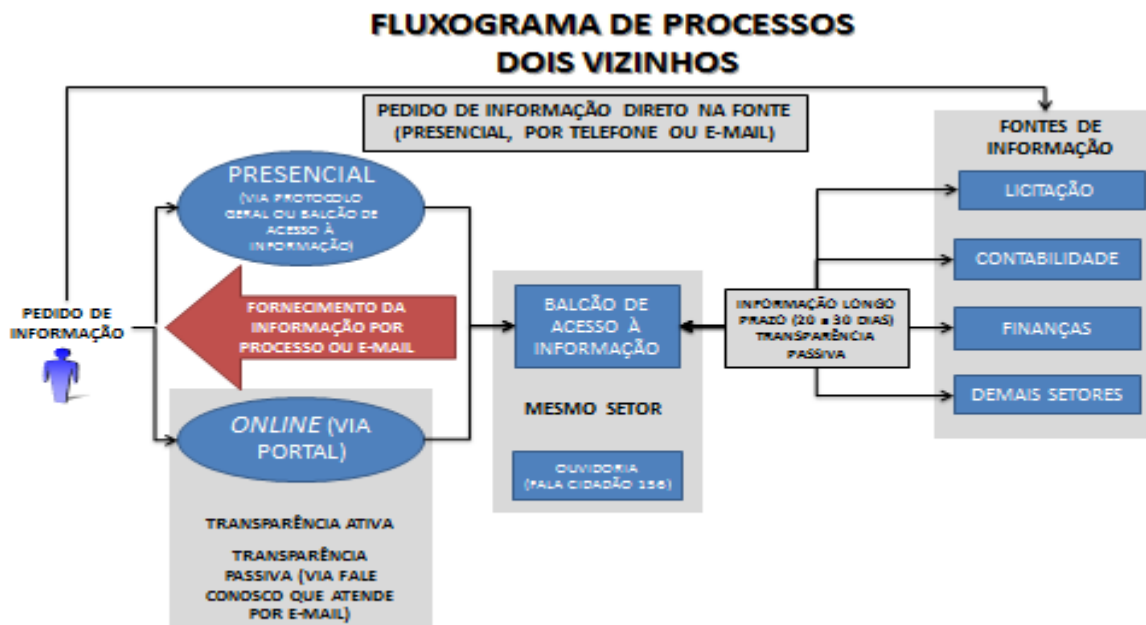 FLUXOGRAMA DE PROCESSOS
DOIS VIZINHOS
PEDIDO DE INFORMAÇÃO DIRETO NA FONTE
(PRESENCIAL, POR TELEFONE OU E-MAIL)
FONTES DE
INFORMAÇÃO
PRESENCIAL
(VIA PROTOCOLO
GERAL OU BALCÃO DE
ACESSO À
INFORMAÇÃO)
LICITAÇÃO
CONTABILIDADE
FINANÇAS
DEMAIS SETORES
PEDIDO DE
INFORMAÇÃO
FORNECIMENTO DA
INFORMAÇÃO POR
PROCESSO OU E-MAIL
BALCÃO DE
ACESSO À
INFORMAÇÃO
INFORMAÇÃO LONGO
PRAZO (20 a 30 DIAS)
TRANSPARÊNCIA
PASSIVA
MESMO SETOR
OUVIDORIA
(FALA CIDADÃO 156)
ONLINE (VIA
PORTAL)
TRANSPARÊNCIA ATIVA
TRANSPARÊNCIA
PASSIVA (VIA FALE
CONOSCO QUE ATENDE
POR E-MAIL)